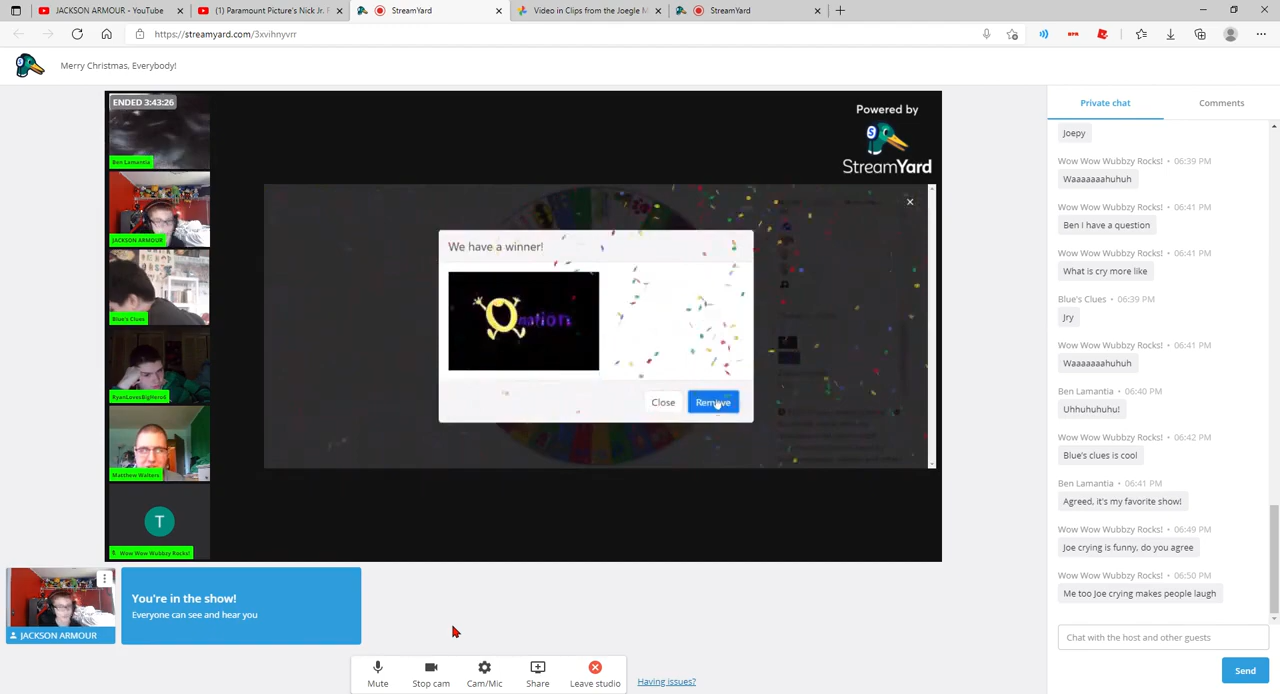 JACKSON ARMOUR - YouTube
(1) Paramount Picture's Nick Jr. F
StreamYard
Video in Clips from the Joegle M
StreamYard
https://streamyard.com/3xvihnyvrr
Merry Christmas, Everybody!
Private chat
Comments
ENDED 3:43:26
Powered by
StreamYard
Ben Lamantia
JACKSON ARMOUR
Blue's Clues
RyanLovesBigHero6
Matthew Walters
T
Wow Wow Wubbzy Rocks!
We have a winner!
nation
Close
Remove
Joepy
Wow Wow Wubbzy Rocks! • 06:39 PM
Waaaaaaahuhuh
Wow Wow Wubbzy Rocks! • 06:41 PM
Ben I have a question
Wow Wow Wubbzy Rocks! • 06:41 PM
What is cry more like
Blue's Clues • 06:39 PM
Jry
Wow Wow Wubbzy Rocks! • 06:41 PM
Waaaaaaahuhuh
Ben Lamantia • 06:40 PM
Uhhuhuhuhu!
Wow Wow Wubbzy Rocks! • 06:42 PM
Blue's clues is cool
Ben Lamantia • 06:41 PM
Agreed, it's my favorite show!
Wow Wow Wubbzy Rocks! • 06:49 PM
Joe crying is funny, do you agree
Wow Wow Wubbzy Rocks! • 06:50 PM
Me too Joe crying makes people laugh
Chat with the host and other guests
Send
JACKSON ARMOUR
You're in the show!
Everyone can see and hear you
Mute
Stop cam
Cam/Mic
Share
Leave studio
Having issues?